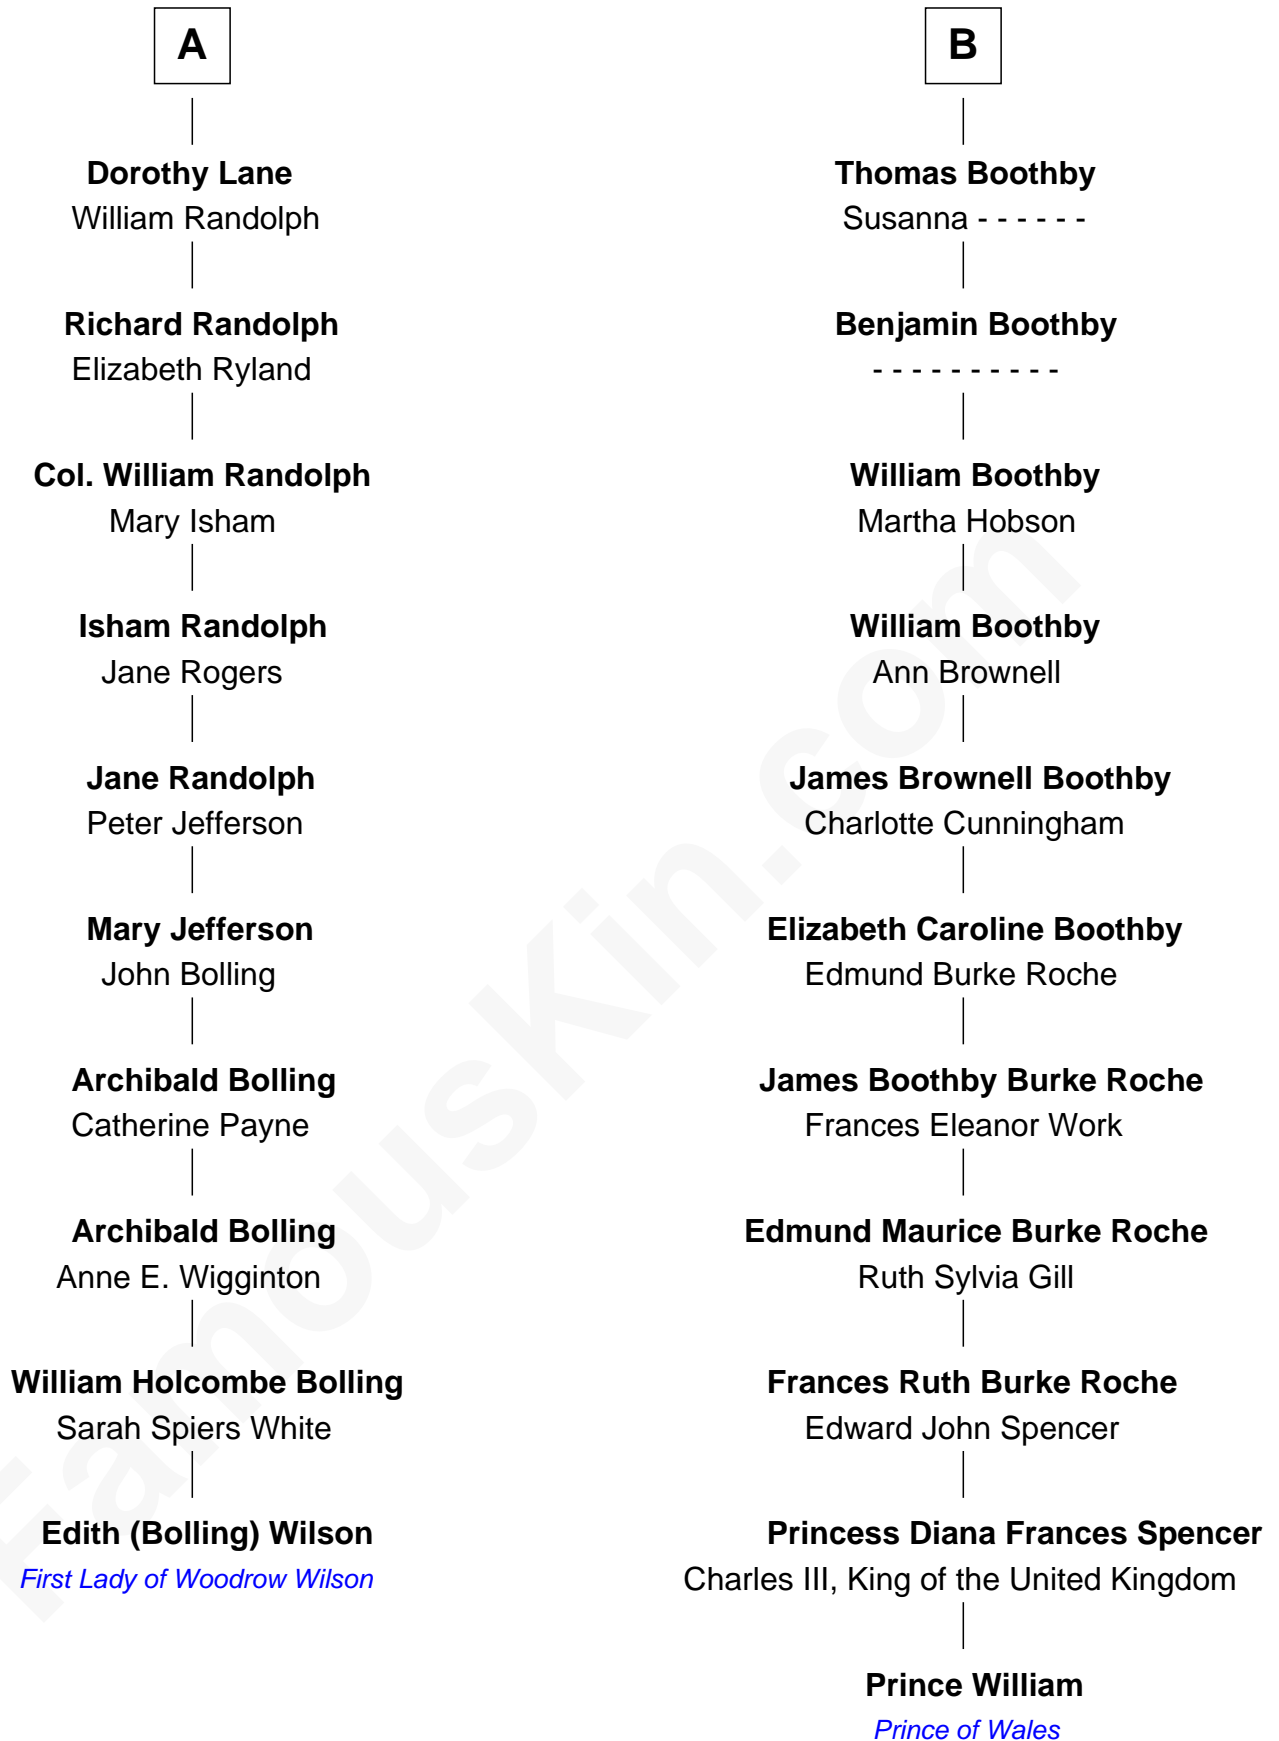 A
Dorothy Lane
William Randolph
Richard Randolph
Elizabeth Ryland
Col. William Randolph
Mary Isham
Isham Randolph
Jane Rogers
Jane Randolph
Peter Jefferson
Mary Jefferson
John Bolling
Archibald Bolling
Catherine Payne
Archibald Bolling
Anne E. Wigginton
William Holcombe Bolling
Sarah Spiers White
Edith (Bolling) Wilson
First Lady of Woodrow Wilson
B
Thomas Boothby
Susanna - - - - - -
Benjamin Boothby
- - - - - - - - - -
William Boothby
Martha Hobson
William Boothby
Ann Brownell
James Brownell Boothby
Charlotte Cunningham
Elizabeth Caroline Boothby
Edmund Burke Roche
James Boothby Burke Roche
Frances Eleanor Work
Edmund Maurice Burke Roche
Ruth Sylvia Gill
Frances Ruth Burke Roche
Edward John Spencer
Princess Diana Frances Spencer
Charles III, King of the United Kingdom
Prince William
Prince of Wales
FamousKin.com